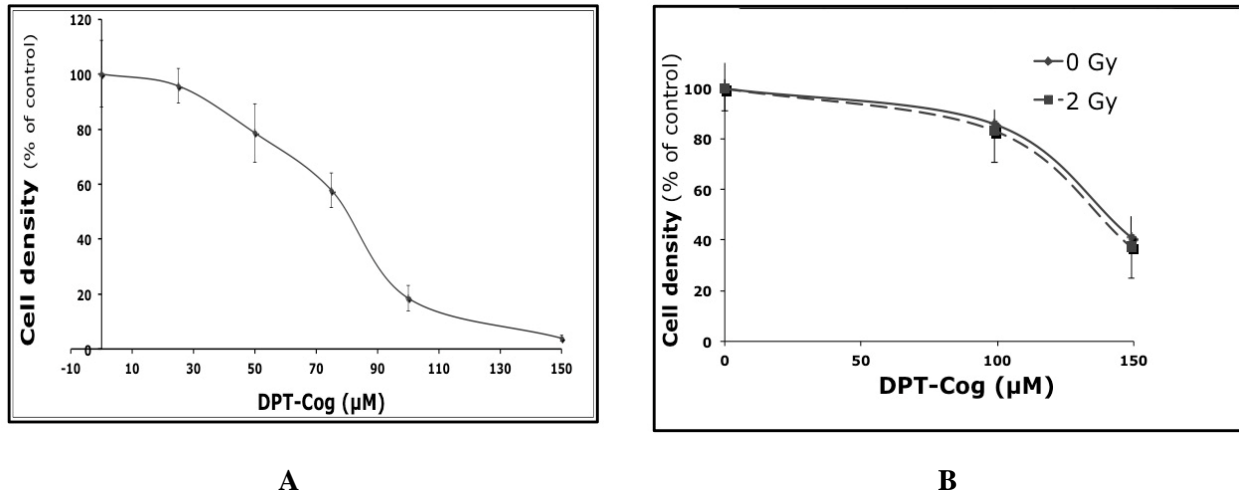 120
100
80
60
40
20
0
Cell density (% of control)
-10 10 30 50 70 90 110 130 150
DPT-Cog (µM)
A
0 Gy
2 Gy
100
80
60
40
20
0
Cell density (% of control)
0 50 100 150
DPT-Cog (µM)
B